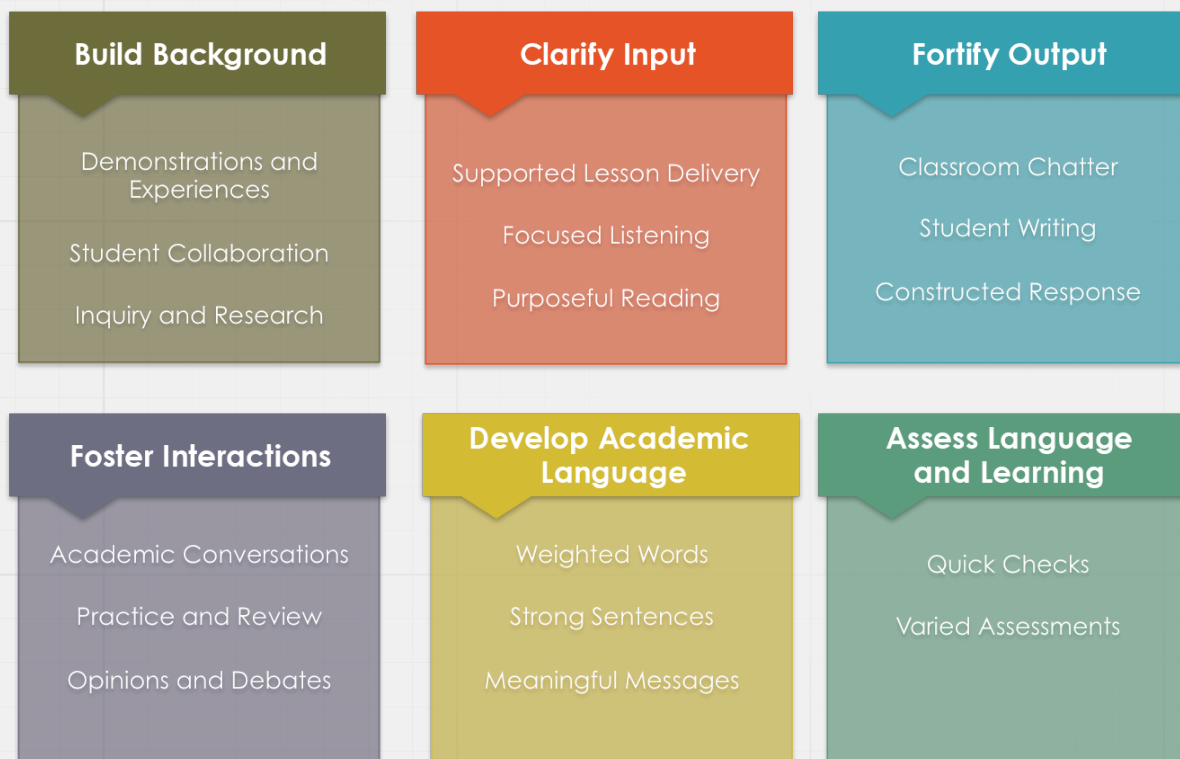 Build Background
Demonstrations and
Experiences
Student Collaboration
Inquiry and Research
Clarify Input
Supported Lesson Delivery
Focused Listening
Purposeful Reading
Fortify Output
Classroom Chatter
Student Writing
Constructed Response
Foster Interactions
Academic Conversations
Practice and Review
Opinions and Debates
Develop Academic
Language
Weighted Words
Strong Sentences
Meaningful Messages
Assess Language
and Learning
Quick Checks
Varied Assessments